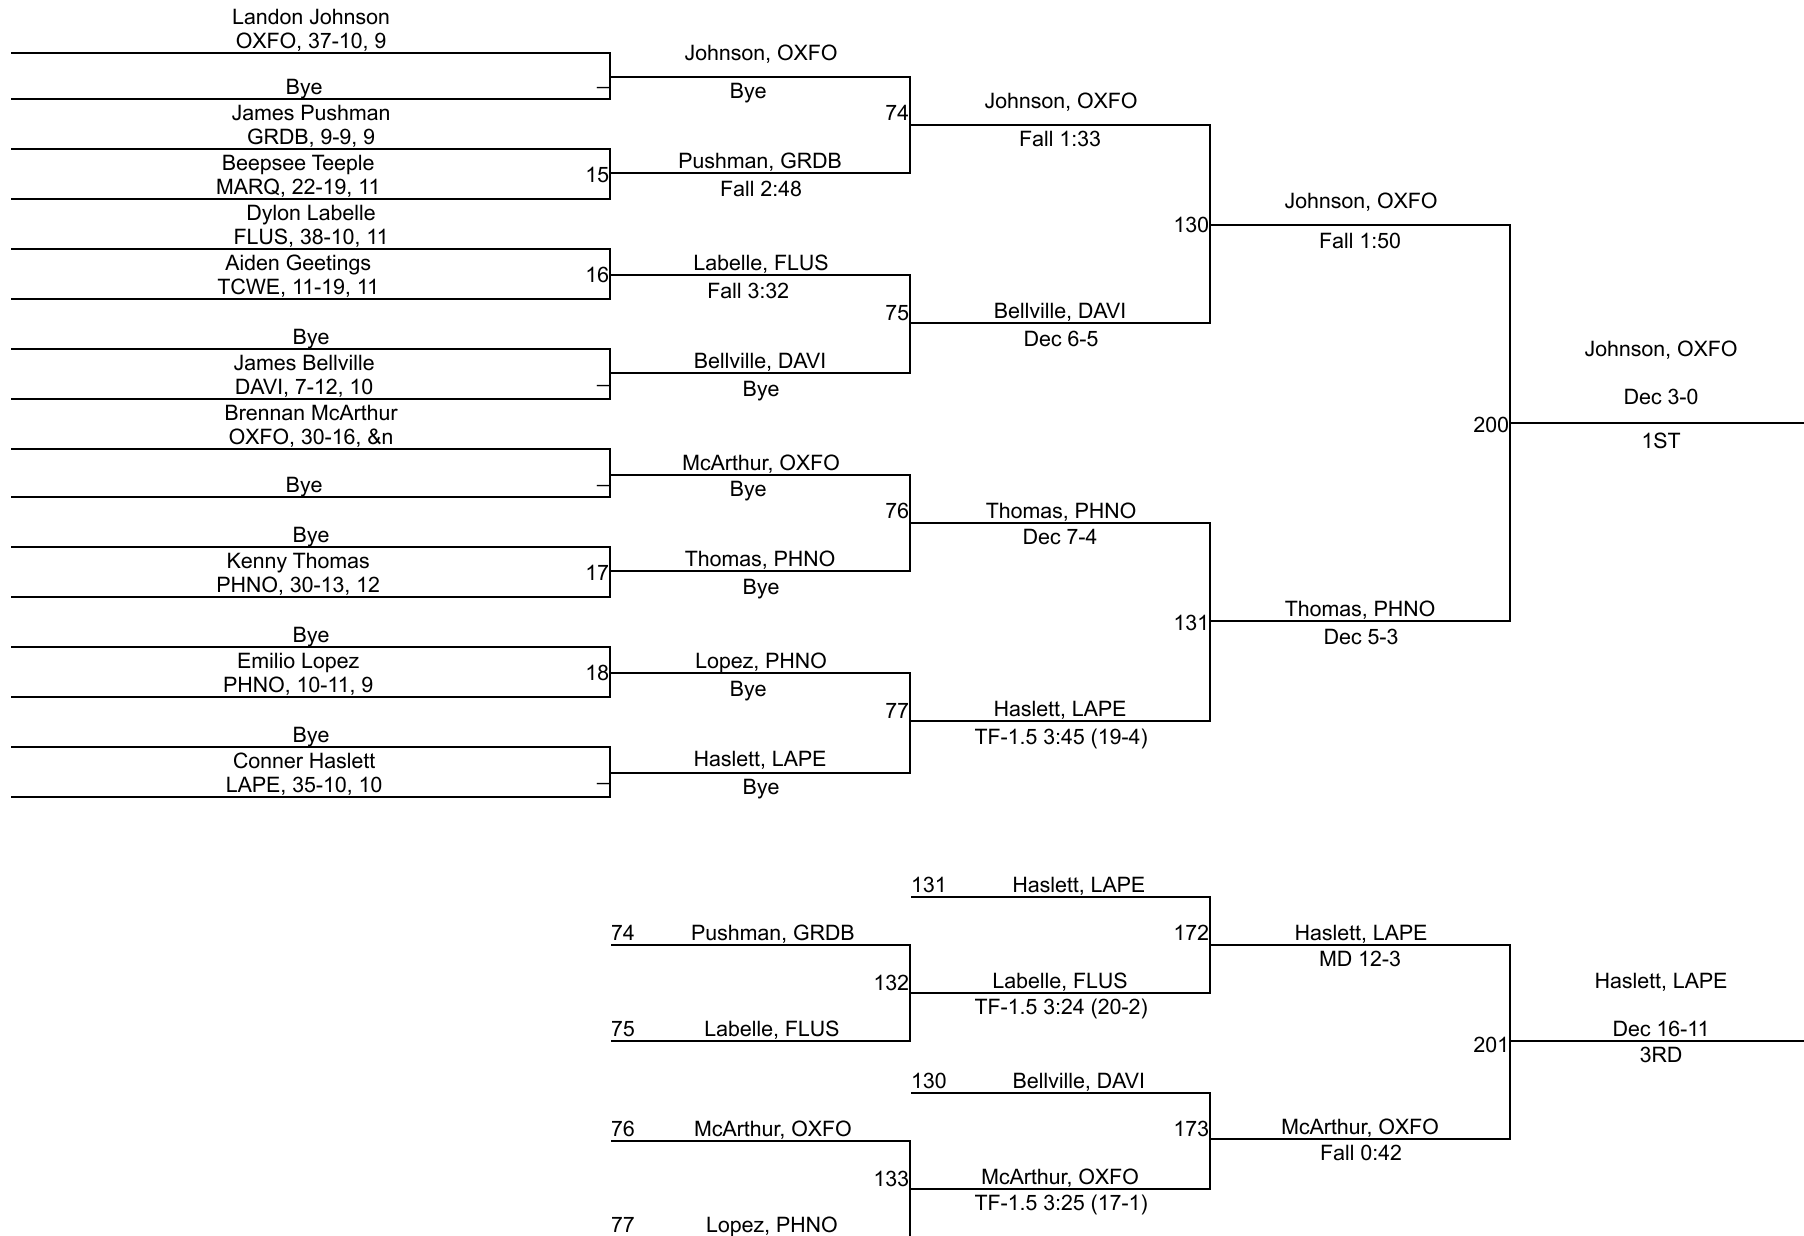 Landon Johnson
OXFO, 37-10, 9
Bye
–
James Pushman
GRDB, 9-9, 9
Beepsee Teeple
MARQ, 22-19, 11
15
Dylon Labelle
FLUS, 38-10, 11
Aiden Geetings
TCWE, 11-19, 11
16
Bye
James Bellville
DAVI, 7-12, 10
–
Brennan McArthur
OXFO, 30-16, &n
Bye
–
Bye
Kenny Thomas
PHNO, 30-13, 12
17
Bye
Emilio Lopez
PHNO, 10-11, 9
18
Bye
Conner Haslett
LAPE, 35-10, 10
–
Johnson, OXFO
Bye
74
Pushman, GRDB
Fall 2:48
Labelle, FLUS
Fall 3:32
75
Bellville, DAVI
Bye
McArthur, OXFO
Bye
76
Thomas, PHNO
Bye
Lopez, PHNO
Bye
77
Haslett, LAPE
Bye
Johnson, OXFO
Fall 1:33
130
Bellville, DAVI
Dec 6-5
Thomas, PHNO
Dec 7-4
131
Haslett, LAPE
TF-1.5 3:45 (19-4)
Johnson, OXFO
Fall 1:50
200
Thomas, PHNO
Dec 5-3
Johnson, OXFO
Dec 3-0
1ST
74 Pushman, GRDB
132
75 Labelle, FLUS
76 McArthur, OXFO
133
77 Lopez, PHNO
131 Haslett, LAPE
172
Labelle, FLUS
TF-1.5 3:24 (20-2)
130 Bellville, DAVI
173
McArthur, OXFO
TF-1.5 3:25 (17-1)
Haslett, LAPE
MD 12-3
201
McArthur, OXFO
Fall 0:42
Haslett, LAPE
Dec 16-11
3RD